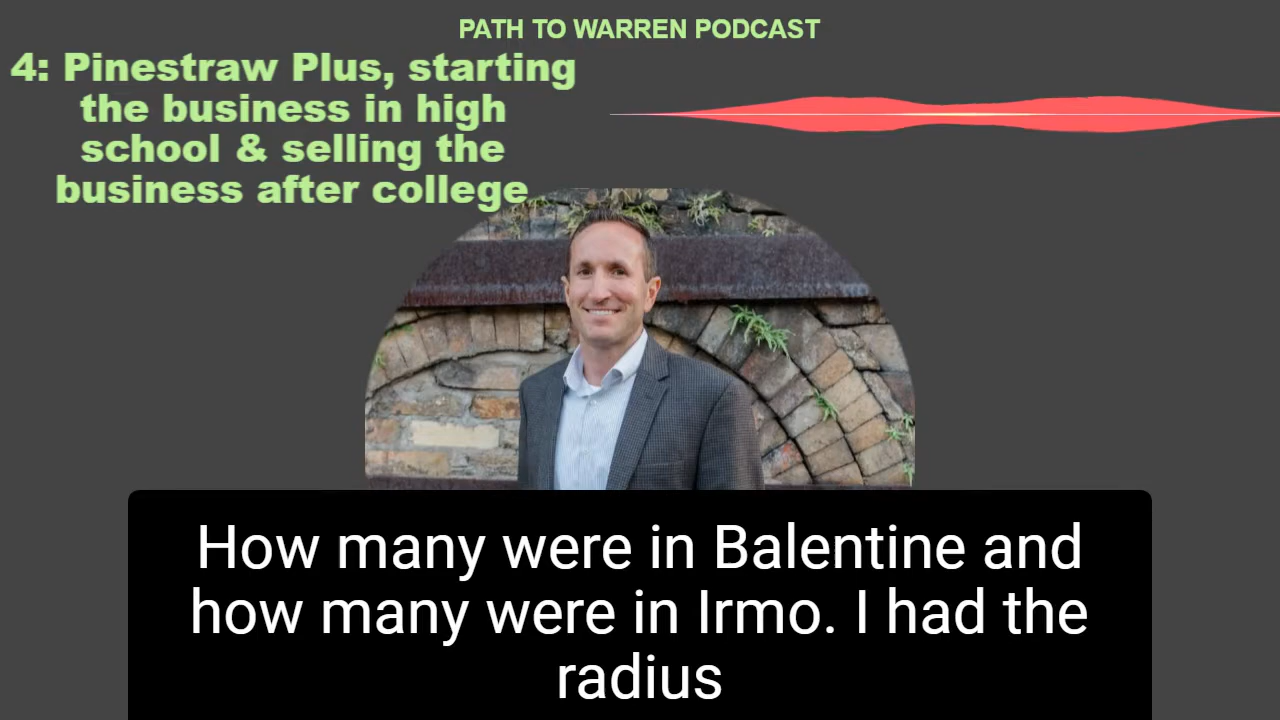 PATH TO WARREN PODCAST
4: Pinestraw Plus, starting
the business in high
school & selling the
business after college
How many were in Balentine and
how many were in Irmo. I had the
radius